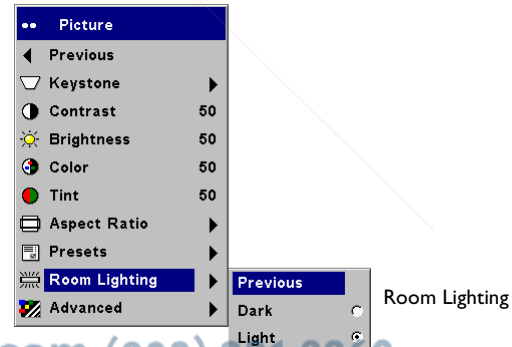 Picture
Previous
Keystone
Contrast 50
Brightness 50
Color 50
Tint 50
Aspect Ratio
Presets
Room Lighting
Advanced
Previous
Dark
Light
Room Lighting